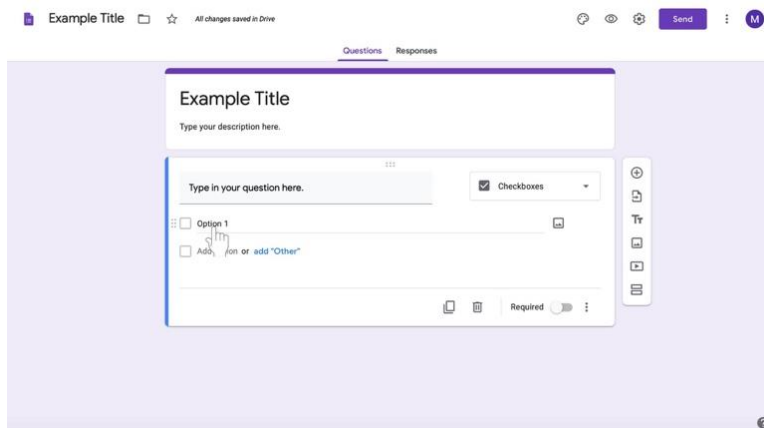 Example Title
All changes saved in Drive
Send
M
Questions Responses
Example Title
Type your description here.
Type in your question here.
Checkboxes
Option 1
or add "Other"
Tт
Required